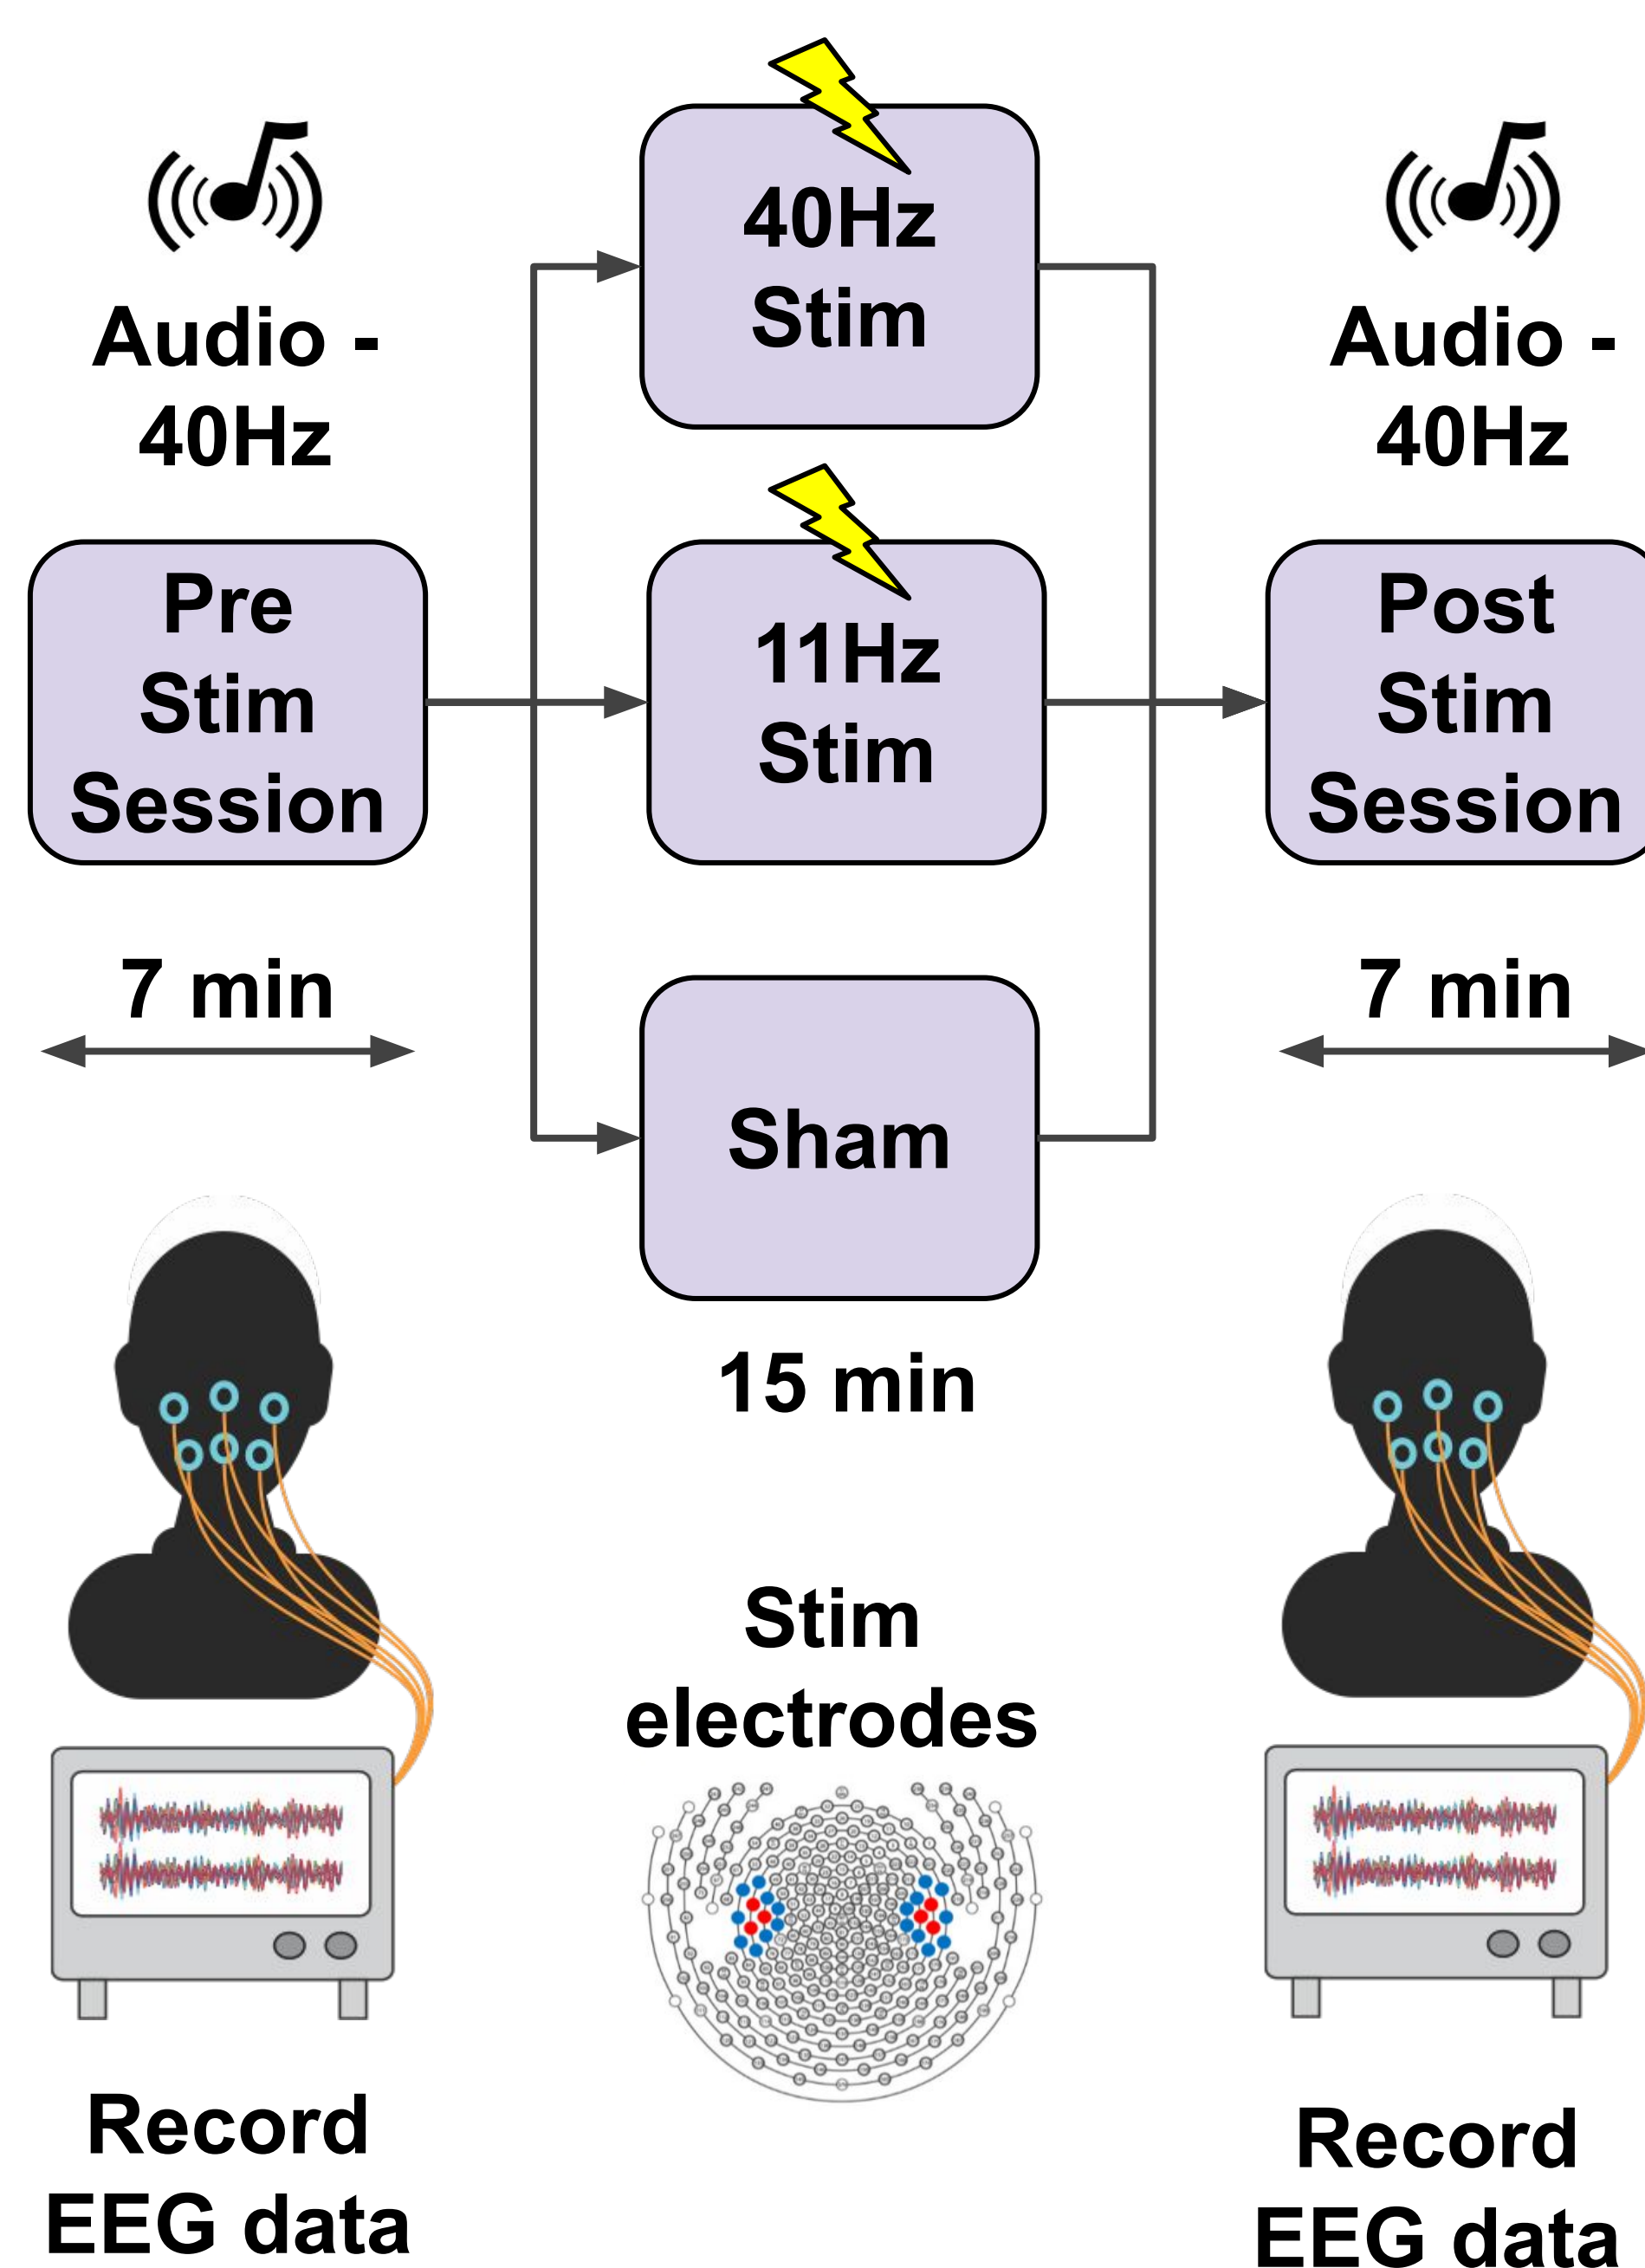 Audio -
40Hz
Pre
Stim
Session
7 min
Record
EEG data
40Hz
Stim
11Hz
Stim
Sham
15 min
Stim
electrodes
Audio -
40Hz
Post
Stim
Session
7 min
Record
EEG data